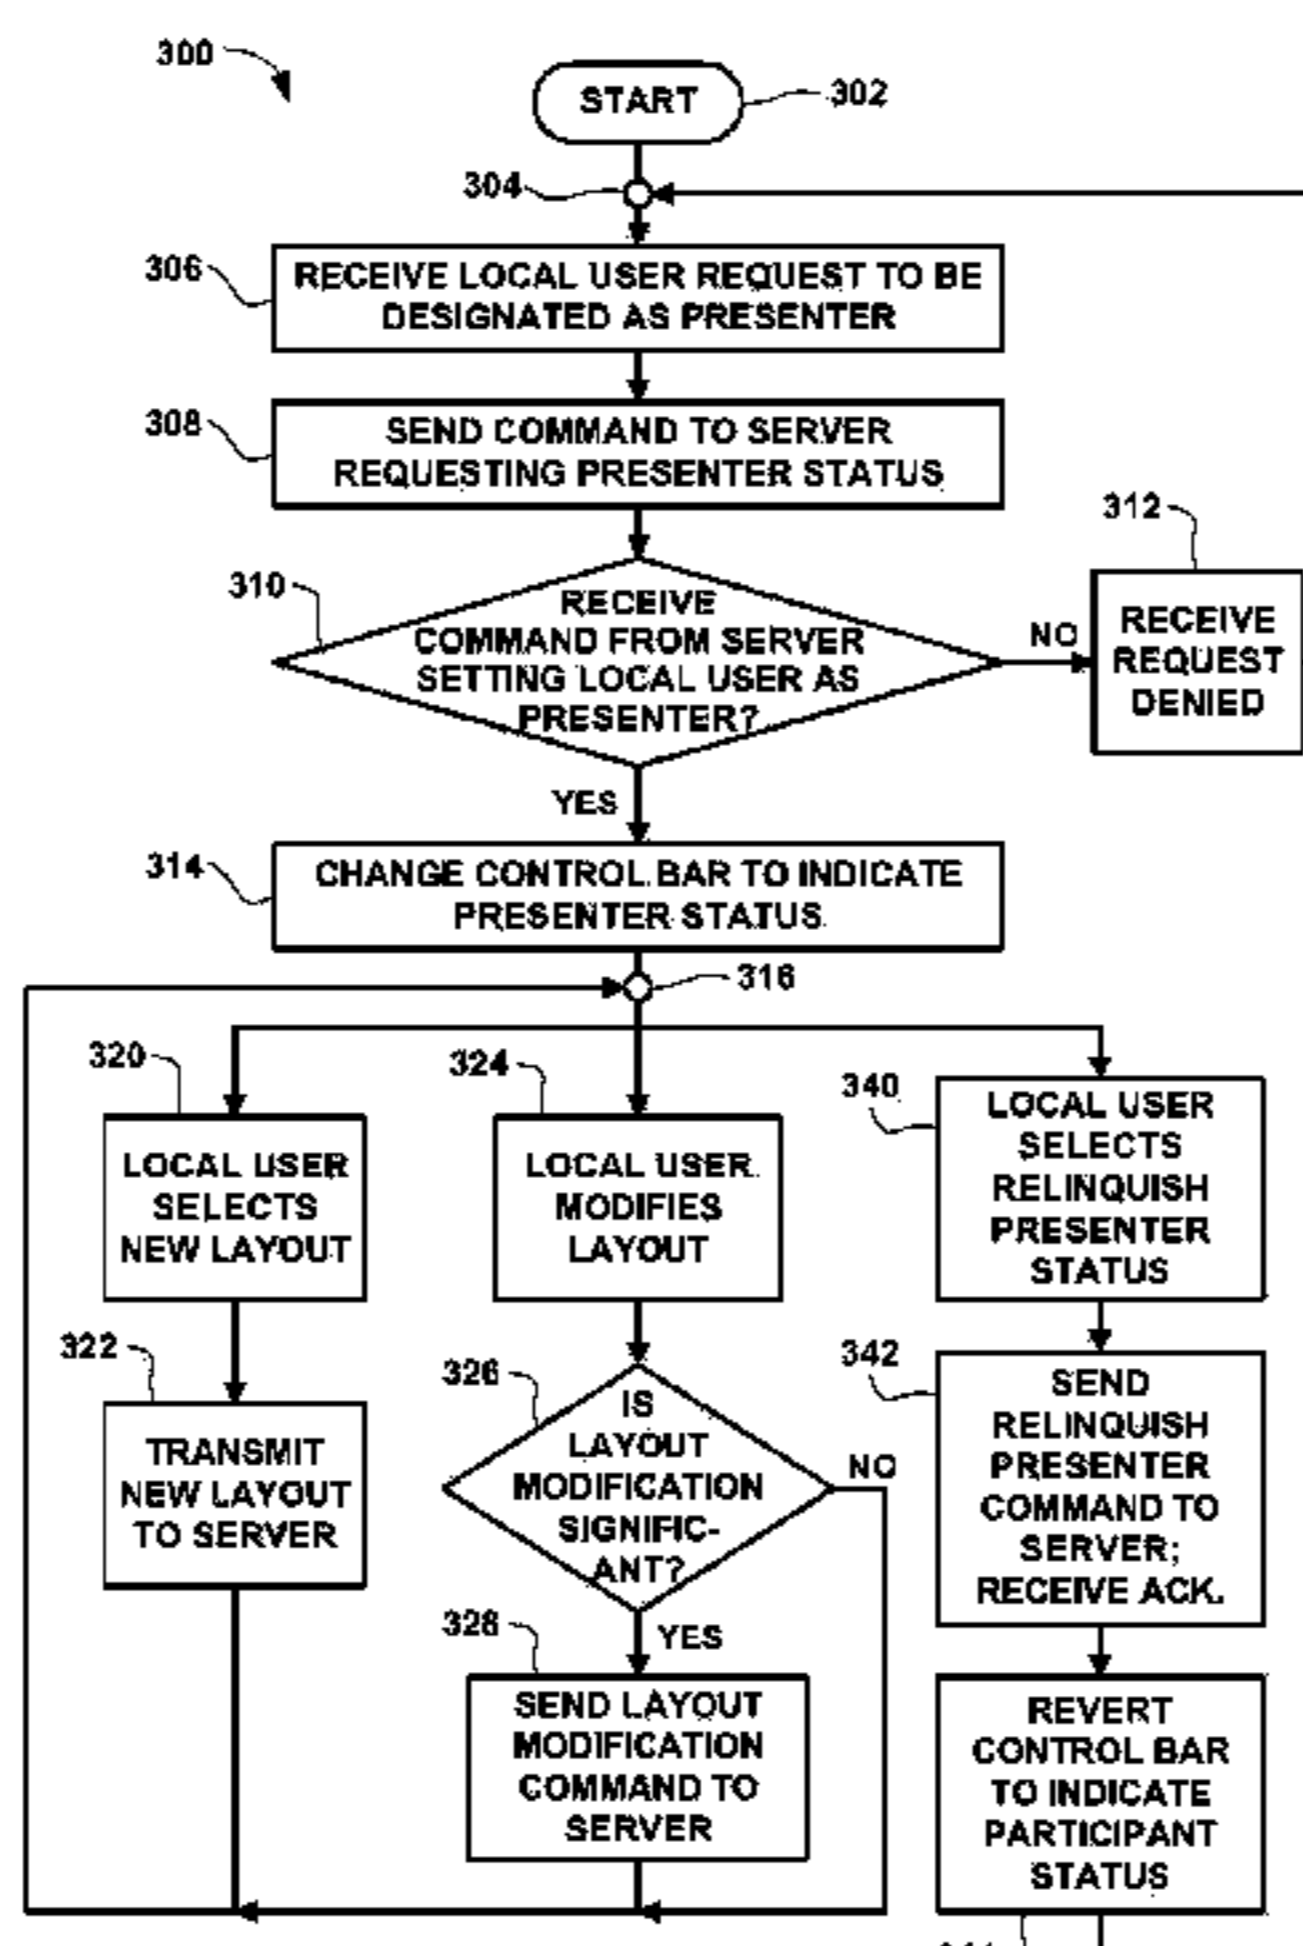 300
START
302
304
306
RECEIVE LOCAL USER REQUEST TO BE
DESIGNATED AS PRESENTER
308
SEND COMMAND TO SERVER
REQUESTING PRESENTER STATUS
310
RECEIVE
COMMAND FROM SERVER
SETTING LOCAL USER AS
PRESENTER?
NO
312
RECEIVE
REQUEST
DENIED
YES
314
CHANGE CONTROL BAR TO INDICATE
PRESENTER STATUS
316
320
LOCAL USER
SELECTS
NEW LAYOUT
322
TRANSMIT
NEW LAYOUT
TO SERVER
324
LOCAL USER
MODIFIES
LAYOUT
326
IS
LAYOUT
MODIFICATION
SIGNIFIC-
ANT?
NO
YES
328
SEND LAYOUT
MODIFICATION
COMMAND TO
SERVER
340
LOCAL USER
SELECTS
RELINQUISH
PRESENTER
STATUS
342
SEND
RELINQUISH
PRESENTER
COMMAND TO
SERVER;
RECEIVE ACK.
REVERT
CONTROL BAR
TO INDICATE
PARTICIPANT
STATUS